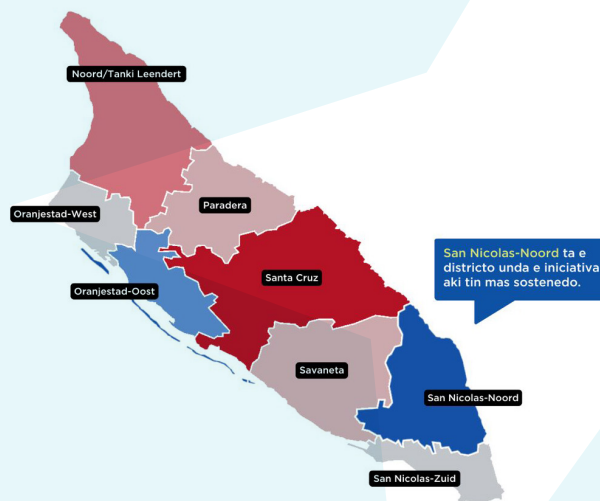 Noord/Tanki Leendert
Paradera
Oranjestad-West
Santa Cruz
San Nicolas-Noord ta e
districto unda e iniciativa
aki tin mas sostenedo.
Oranjestad-Oost
Savaneta
San Nicolas-Noord
San Nicolas-Zuid